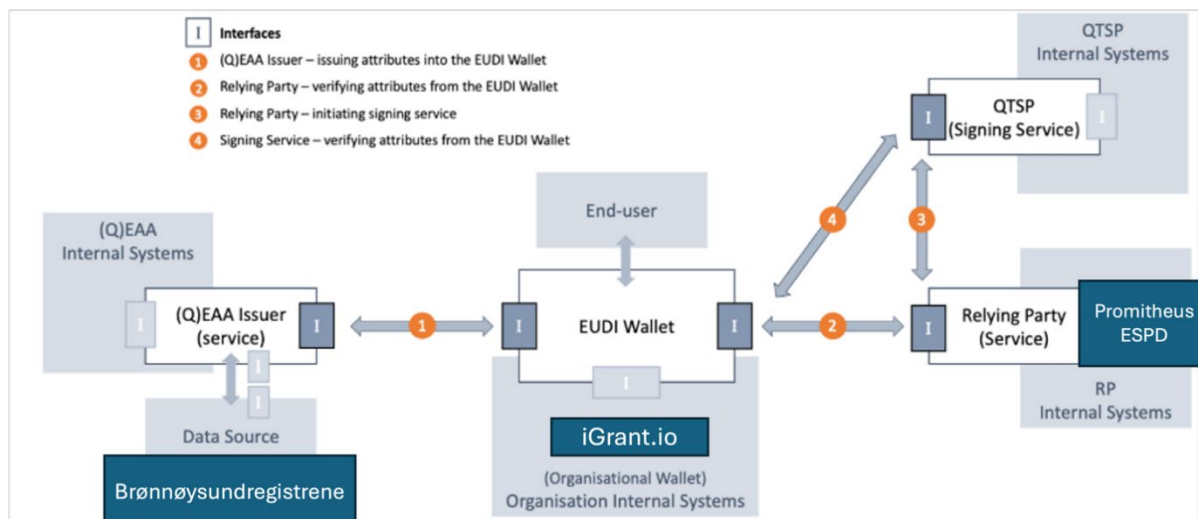 I Interfaces
1 (Q)EAA Issuer – issuing attributes into the EUDI Wallet
2 Relying Party – verifying attributes from the EUDI Wallet
3 Relying Party – initiating signing service
4 Signing Service – verifying attributes from the EUDI Wallet
QTSP
Internal Systems
I
QTSP
(Signing Service)
I
End-user
4
3
(Q)EAA
Internal Systems
I
(Q)EAA Issuer
(service)
I
1
I
EUDI Wallet
I
2
I
Relying Party
(Service)
Promitheus
ESPD
I
I
I
Data Source
Brønnøysundregistrene
iGrant.io
(Organisational Wallet)
Organisation Internal Systems
RP
Internal Systems